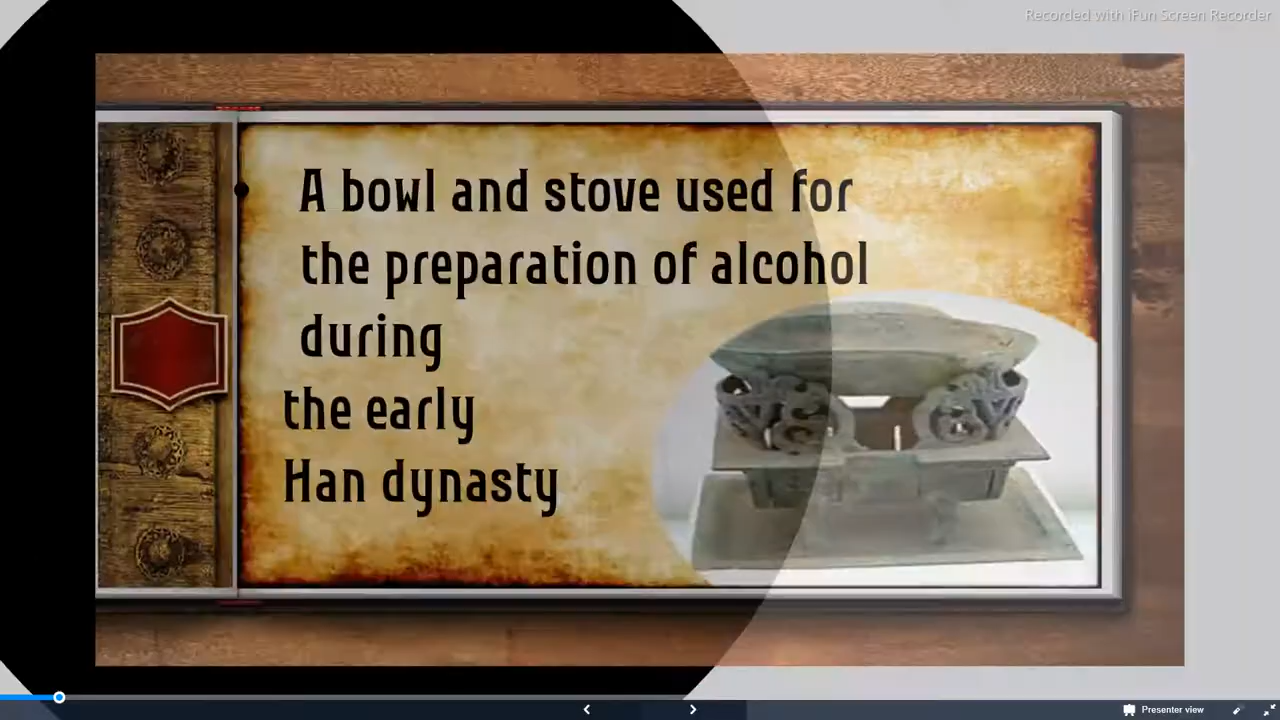 Recorded with iFun Screen Recorder
A bowl and stove used for
the preparation of alcohol
during
the early
Han dynasty
Presenter view